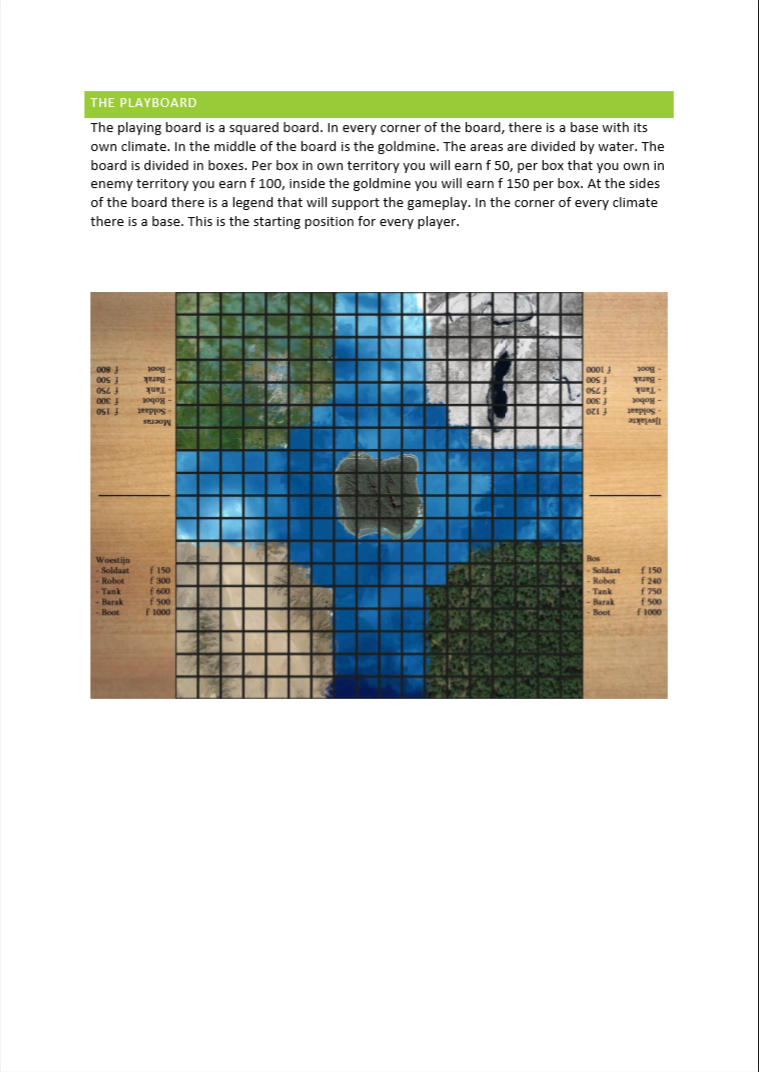 THE PLAYBOARD
The playing board is a squared board. In every corner of the board, there is a base with its
own climate. In the middle of the board is the goldmine. The areas are divided by water. The
board is divided in boxes. Per box in own territory you will earn f 50, per box that you own in
enemy territory you earn f 100, inside the goldmine you will earn f 150 per box. At the sides
of the board there is a legend that will support the gameplay. In the corner of every climate
there is a base. This is the starting position for every player.
Moeras
- Soldaat f 150
- Robot f 300
- Tank f 750
- Barak f 500
- Boot f 800
IJsvlakte
- Soldaat f 120
- Robot f 300
- Tank f 750
- Barak f 500
- Boot f 1000
Woestijn
- Soldaat f 150
- Robot f 300
- Tank f 600
- Barak f 500
- Boot f 1000
Bos
- Soldaat f 150
- Robot f 240
- Tank f 750
- Barak f 500
- Boot f 1000